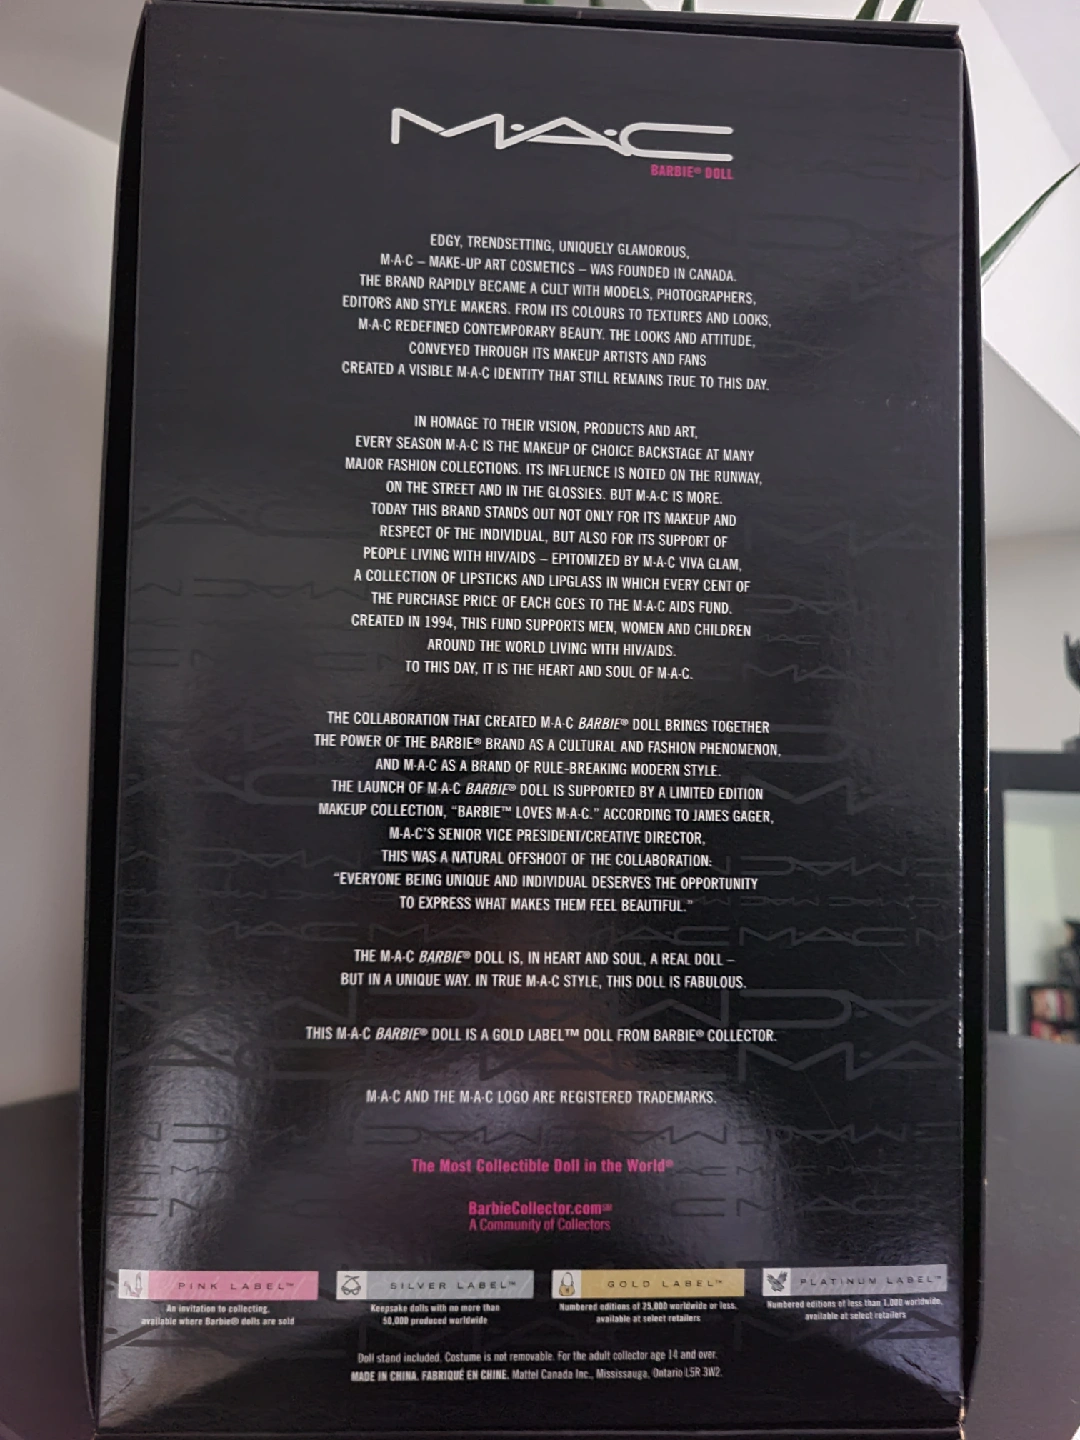 M·A·C
BARBIE® DOLL
EDGY, TRENDSETTING, UNIQUELY GLAMOROUS,
M·A·C – MAKE-UP ART COSMETICS – WAS FOUNDED IN CANADA.
THE BRAND RAPIDLY BECAME A CULT WITH MODELS, PHOTOGRAPHERS,
EDITORS AND STYLE MAKERS. FROM ITS COLOURS TO TEXTURES AND LOOKS,
M·A·C REDEFINED CONTEMPORARY BEAUTY. THE LOOKS AND ATTITUDE,
CONVEYED THROUGH ITS MAKEUP ARTISTS AND FANS
CREATED A VISIBLE M·A·C IDENTITY THAT STILL REMAINS TRUE TO THIS DAY.
IN HOMAGE TO THEIR VISION, PRODUCTS AND ART,
EVERY SEASON M·A·C IS THE MAKEUP OF CHOICE BACKSTAGE AT MANY
MAJOR FASHION COLLECTIONS. ITS INFLUENCE IS NOTED ON THE RUNWAY,
ON THE STREET AND IN THE GLOSSIES. BUT M·A·C IS MORE.
TODAY THIS BRAND STANDS OUT NOT ONLY FOR ITS MAKEUP AND
RESPECT OF THE INDIVIDUAL, BUT ALSO FOR ITS SUPPORT OF
PEOPLE LIVING WITH HIV/AIDS – EPITOMIZED BY M·A·C VIVA GLAM,
A COLLECTION OF LIPSTICKS AND LIPGLASS IN WHICH EVERY CENT OF
THE PURCHASE PRICE OF EACH GOES TO THE M·A·C AIDS FUND.
CREATED IN 1994, THIS FUND SUPPORTS MEN, WOMEN AND CHILDREN
AROUND THE WORLD LIVING WITH HIV/AIDS.
TO THIS DAY, IT IS THE HEART AND SOUL OF M·A·C.
THE COLLABORATION THAT CREATED M·A·C BARBIE® DOLL BRINGS TOGETHER
THE POWER OF THE BARBIE® BRAND AS A CULTURAL AND FASHION PHENOMENON,
AND M·A·C AS A BRAND OF RULE-BREAKING MODERN STYLE.
THE LAUNCH OF M·A·C BARBIE® DOLL IS SUPPORTED BY A LIMITED EDITION
MAKEUP COLLECTION, “BARBIE™ LOVES M·A·C.” ACCORDING TO JAMES GAGER,
M·A·C’S SENIOR VICE PRESIDENT/CREATIVE DIRECTOR,
THIS WAS A NATURAL OFFSHOOT OF THE COLLABORATION:
“EVERYONE BEING UNIQUE AND INDIVIDUAL DESERVES THE OPPORTUNITY
TO EXPRESS WHAT MAKES THEM FEEL BEAUTIFUL.”
THE M·A·C BARBIE® DOLL IS, IN HEART AND SOUL, A REAL DOLL –
BUT IN A UNIQUE WAY. IN TRUE M·A·C STYLE, THIS DOLL IS FABULOUS.
THIS M·A·C BARBIE® DOLL IS A GOLD LABEL™ DOLL FROM BARBIE® COLLECTOR.
M·A·C AND THE M·A·C LOGO ARE REGISTERED TRADEMARKS.
The Most Collectible Doll in the World®
BarbieCollector.com℠
A Community of Collectors
PINK LABEL™
An invitation to collecting,
available where Barbie® dolls are sold
SILVER LABEL™
Keepsake dolls with no more than
50,000 produced worldwide
GOLD LABEL™
Numbered editions of 25,000 worldwide or less,
available at select retailers
PLATINUM LABEL™
Numbered editions of less than 1,000 worldwide,
available at select retailers
Doll stand included. Costume is not removable. For the adult collector age 14 and over.
MADE IN CHINA. FABRIQUÉ EN CHINE. Mattel Canada Inc., Mississauga, Ontario L5R 3W2.